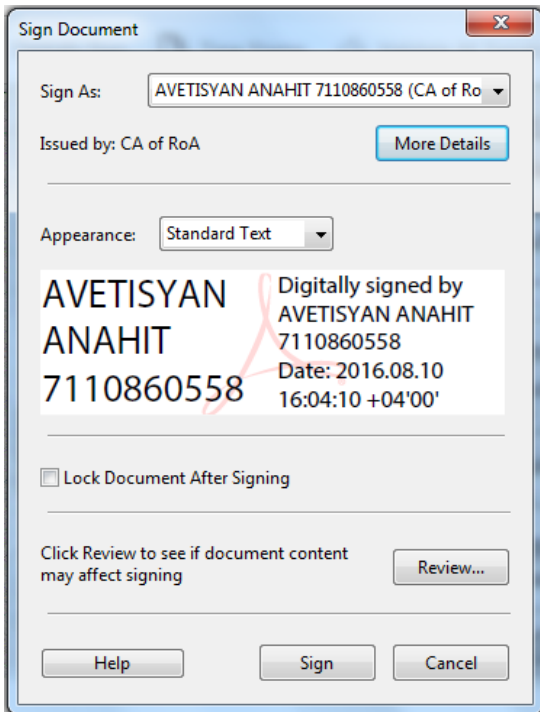 Sign Document
Sign As: AVETISYAN ANAHIT 7110860558 (CA of Ro
Issued by: CA of RoA More Details
Appearance: Standard Text
AVETISYAN
ANAHIT
7110860558
Digitally signed by
AVETISYAN ANAHIT
7110860558
Date: 2016.08.10
16:04:10 +04'00'
Lock Document After Signing
Click Review to see if document content
may affect signing
Review...
Help Sign Cancel